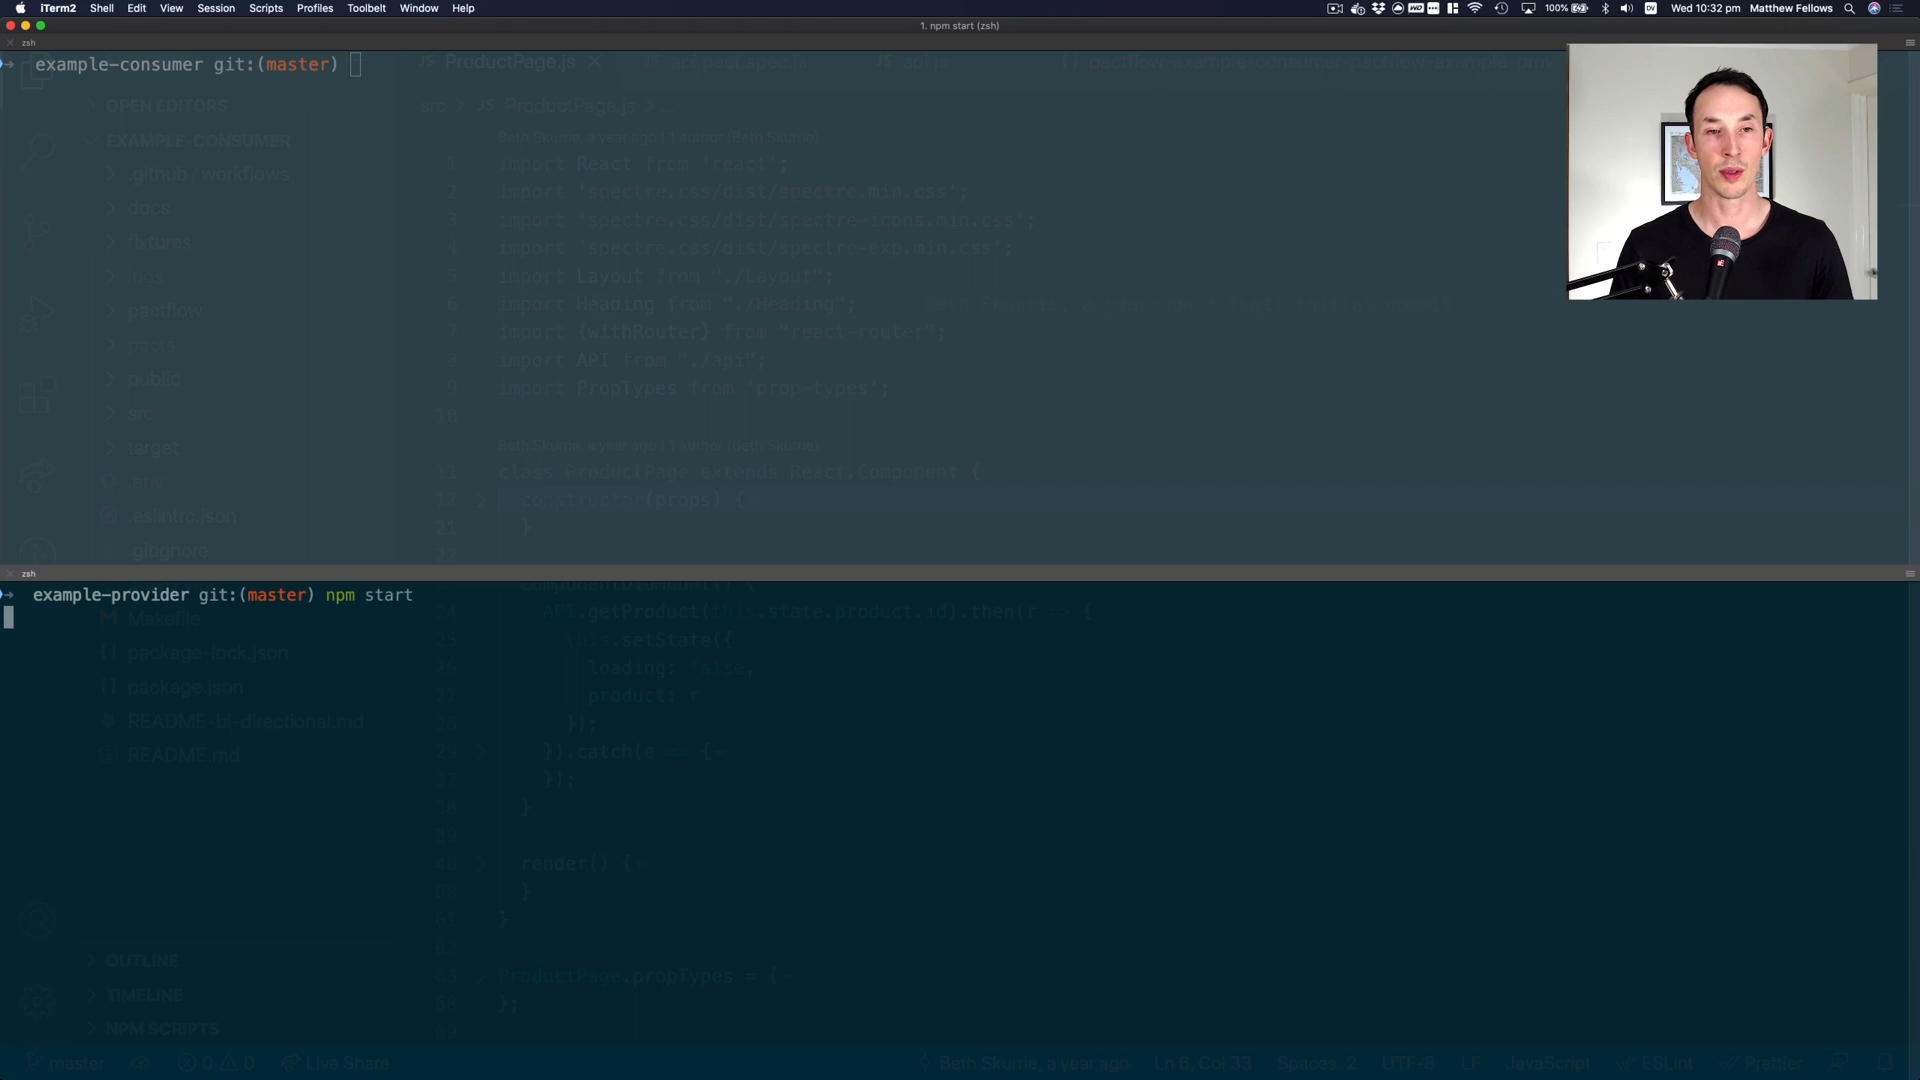 iTerm2 Shell Edit View Session Scripts Profiles Toolbelt Window Help
100% DV Wed 10:32 pm Matthew Fellows
1. npm start (zsh)
zsh
example-consumer git:(master)
ProductPage.js api.pact.spec.js api.js pactflow-example-consumer-pactflow-example-prov
OPEN EDITORS
EXAMPLE-CONSUMER
.github / workflows
docs
fixtures
logs
pactflow
pacts
public
src
target
.env
.eslintrc.json
.gitignore
src > JS ProductPage.js > ...
Beth Skurrie, a year ago | 1 author (Beth Skurrie)
1 import React from 'react';
2 import 'spectre.css/dist/spectre.min.css';
3 import 'spectre.css/dist/spectre-icons.min.css';
4 import 'spectre.css/dist/spectre-exp.min.css';
5 import Layout from "./Layout";
6 import Heading from "./Heading";
7 import {withRouter} from "react-router";
8 import API from "./api";
9 import PropTypes from 'prop-types';
10
Beth Skurrie, a year ago | 1 author (Beth Skurrie)
11 class ProductPage extends React.Component {
12 constructor(props) {
21 }
22
zsh
example-provider git:(master) npm start
Makefile
package-lock.json
package.json
README-bi-directional.md
README.md
componentDidMount() {
24 API.getProduct(this.state.product.id).then(r => {
25 this.setState({
26 loading: false,
27 product: r
28 });
29 }).catch(e => {
37 });
38 }
39
40 render() {
60 }
61 }
62
63 ProductPage.propTypes = {
68 };
69
OUTLINE
TIMELINE
NPM SCRIPTS
master 0 0 Live Share
Beth Skurrie, a year ago Ln 6, Col 33 Spaces: 2 UTF-8 LF JavaScript ESLint Prettier